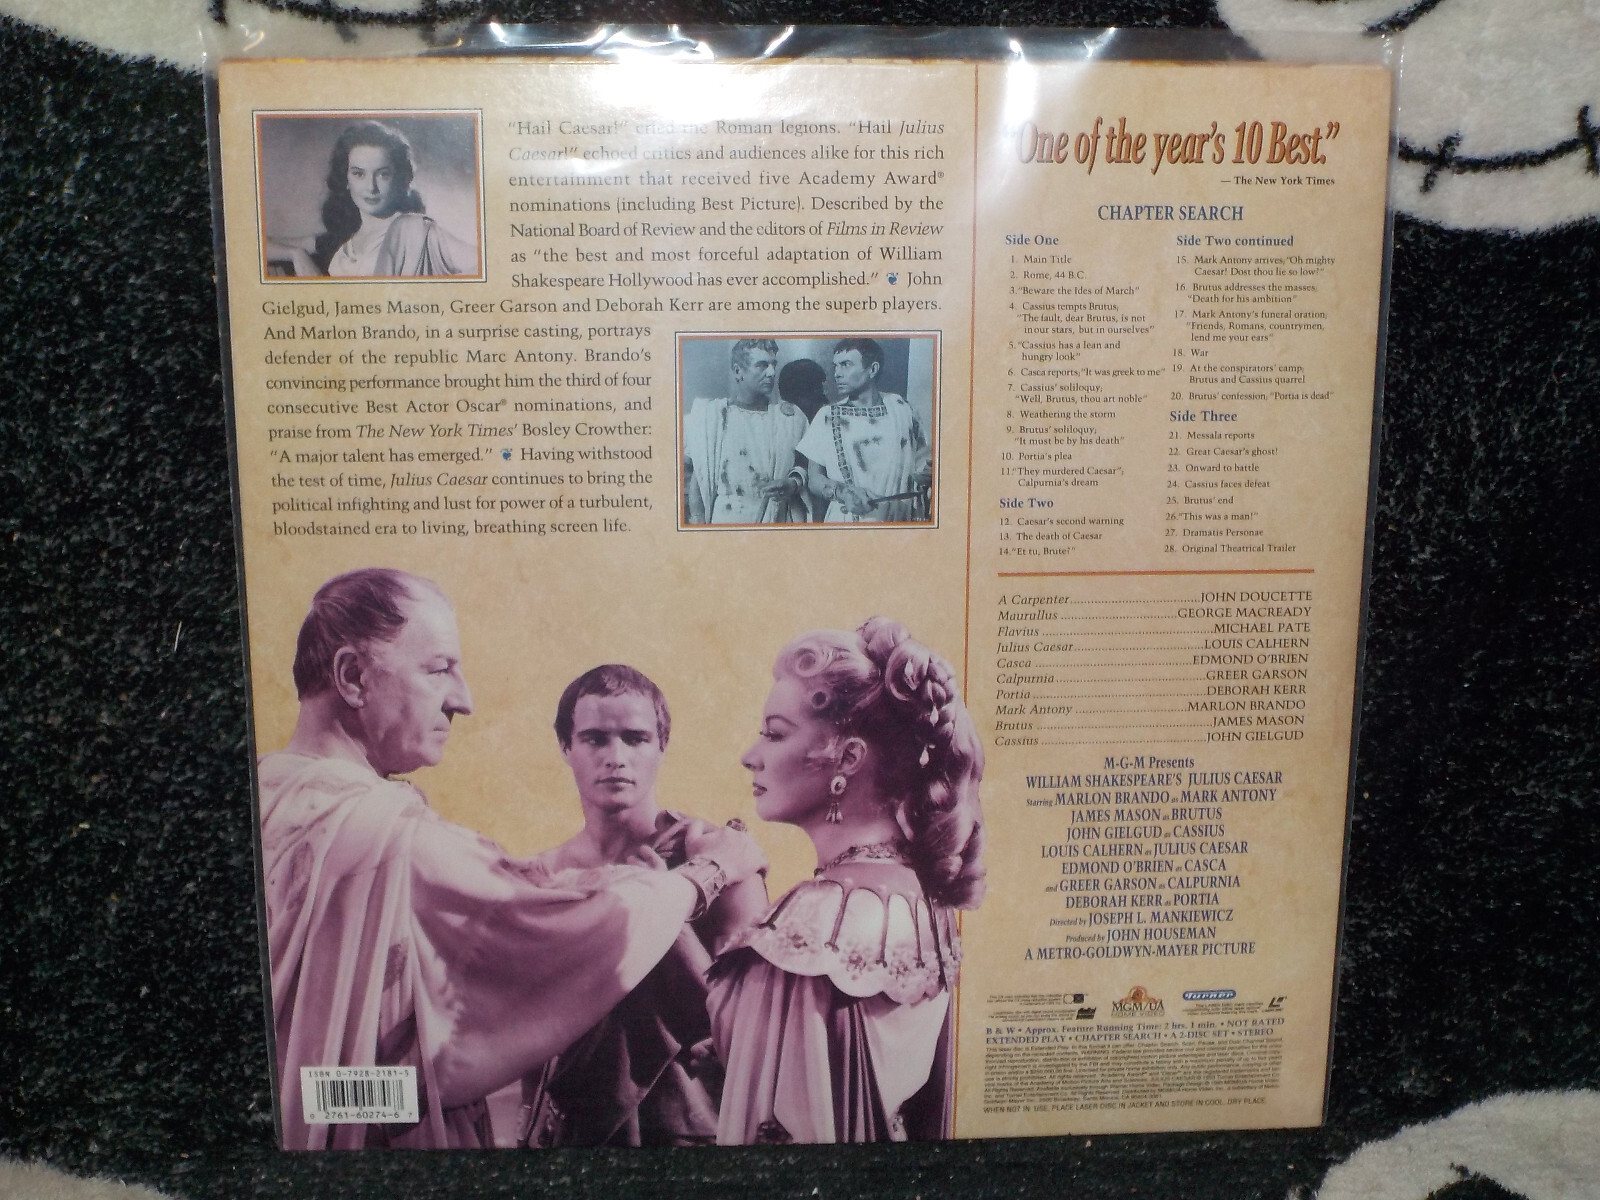 "Hail Caesar!" cried the Roman legions. "Hail Julius
Caesar!" echoed critics and audiences alike for this rich
entertainment that received five Academy Award®
nominations (including Best Picture). Described by the
National Board of Review and the editors of Films in Review
as "the best and most forceful adaptation of William
Shakespeare Hollywood has ever accomplished." ❦ John
Gielgud, James Mason, Greer Garson and Deborah Kerr are among the superb players.
And Marlon Brando, in a surprise casting, portrays
defender of the republic Marc Antony. Brando's
convincing performance brought him the third of four
consecutive Best Actor Oscar® nominations, and
praise from The New York Times' Bosley Crowther:
"A major talent has emerged." ❦ Having withstood
the test of time, Julius Caesar continues to bring the
political infighting and lust for power of a turbulent,
bloodstained era to living, breathing screen life.
ISBN 0-7928-2181-5
0 2761-60274-6 7
"One of the year's 10 Best."
— The New York Times
CHAPTER SEARCH
Side One
1. Main Title
2. Rome, 44 B.C.
3. "Beware the Ides of March"
4. Cassius tempts Brutus;
"The fault, dear Brutus, is not
in our stars, but in ourselves"
5. "Cassius has a lean and
hungry look"
6. Casca reports; "It was greek to me"
7. Cassius' soliloquy;
"Well, Brutus, thou art noble"
8. Weathering the storm
9. Brutus' soliloquy;
"It must be by his death"
10. Portia's plea
11. "They murdered Caesar";
Calpurnia's dream
Side Two
12. Caesar's second warning
13. The death of Caesar
14. "Et tu, Brute?"
Side Two continued
15. Mark Antony arrives; "Oh mighty
Caesar! Dost thou lie so low?"
16. Brutus addresses the masses;
"Death for his ambition"
17. Mark Antony's funeral oration;
"Friends, Romans, countrymen,
lend me your ears"
18. War
19. At the conspirators' camp;
Brutus and Cassius quarrel
20. Brutus' confession; "Portia is dead"
Side Three
21. Messala reports
22. Great Caesar's ghost!
23. Onward to battle
24. Cassius faces defeat
25. Brutus' end
26. "This was a man!"
27. Dramatis Personae
28. Original Theatrical Trailer
A Carpenter ... JOHN DOUCETTE
Maurullus ... GEORGE MACREADY
Flavius ... MICHAEL PATE
Julius Caesar ... LOUIS CALHERN
Casca ... EDMOND O'BRIEN
Calpurnia ... GREER GARSON
Portia ... DEBORAH KERR
Mark Antony ... MARLON BRANDO
Brutus ... JAMES MASON
Cassius ... JOHN GIELGUD
M-G-M Presents
WILLIAM SHAKESPEARE'S JULIUS CAESAR
Starring MARLON BRANDO as MARK ANTONY
JAMES MASON as BRUTUS
JOHN GIELGUD as CASSIUS
LOUIS CALHERN as JULIUS CAESAR
EDMOND O'BRIEN as CASCA
and GREER GARSON as CALPURNIA
DEBORAH KERR as PORTIA
Directed by JOSEPH L. MANKIEWICZ
Produced by JOHN HOUSEMAN
A METRO-GOLDWYN-MAYER PICTURE
MGM/UA
HOME VIDEO
Turner
B & W • Approx. Feature Running Time: 2 hrs. 1 min. • NOT RATED
EXTENDED PLAY • CHAPTER SEARCH • A 2-DISC SET • STEREO
WHEN NOT IN USE, PLACE LASER DISC IN JACKET AND STORE IN COOL, DRY PLACE